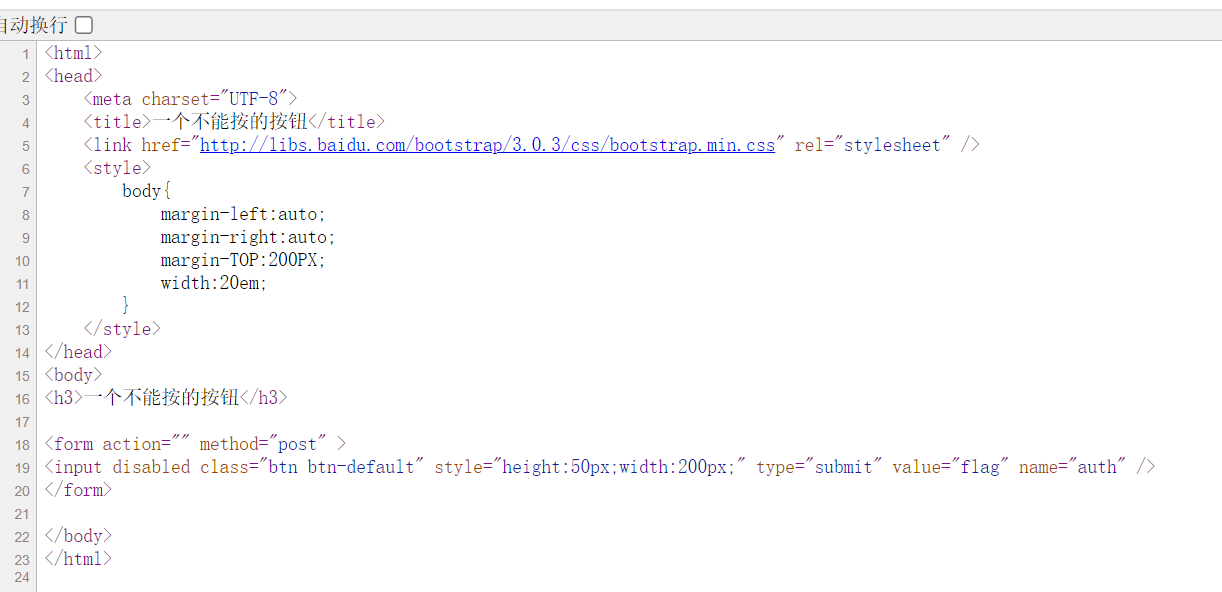 自动换行
1 <html>
2 <head>
3 <meta charset="UTF-8">
4 <title>一个不能按的按钮</title>
5 <link href="http://libs.baidu.com/bootstrap/3.0.3/css/bootstrap.min.css" rel="stylesheet" />
6 <style>
7 body{
8 margin-left:auto;
9 margin-right:auto;
10 margin-TOP:200PX;
11 width:20em;
12 }
13 </style>
14 </head>
15 <body>
16 <h3>一个不能按的按钮</h3>
17
18 <form action="" method="post" >
19 <input disabled class="btn btn-default" style="height:50px;width:200px;" type="submit" value="flag" name="auth" />
20 </form>
21
22 </body>
23 </html>
24